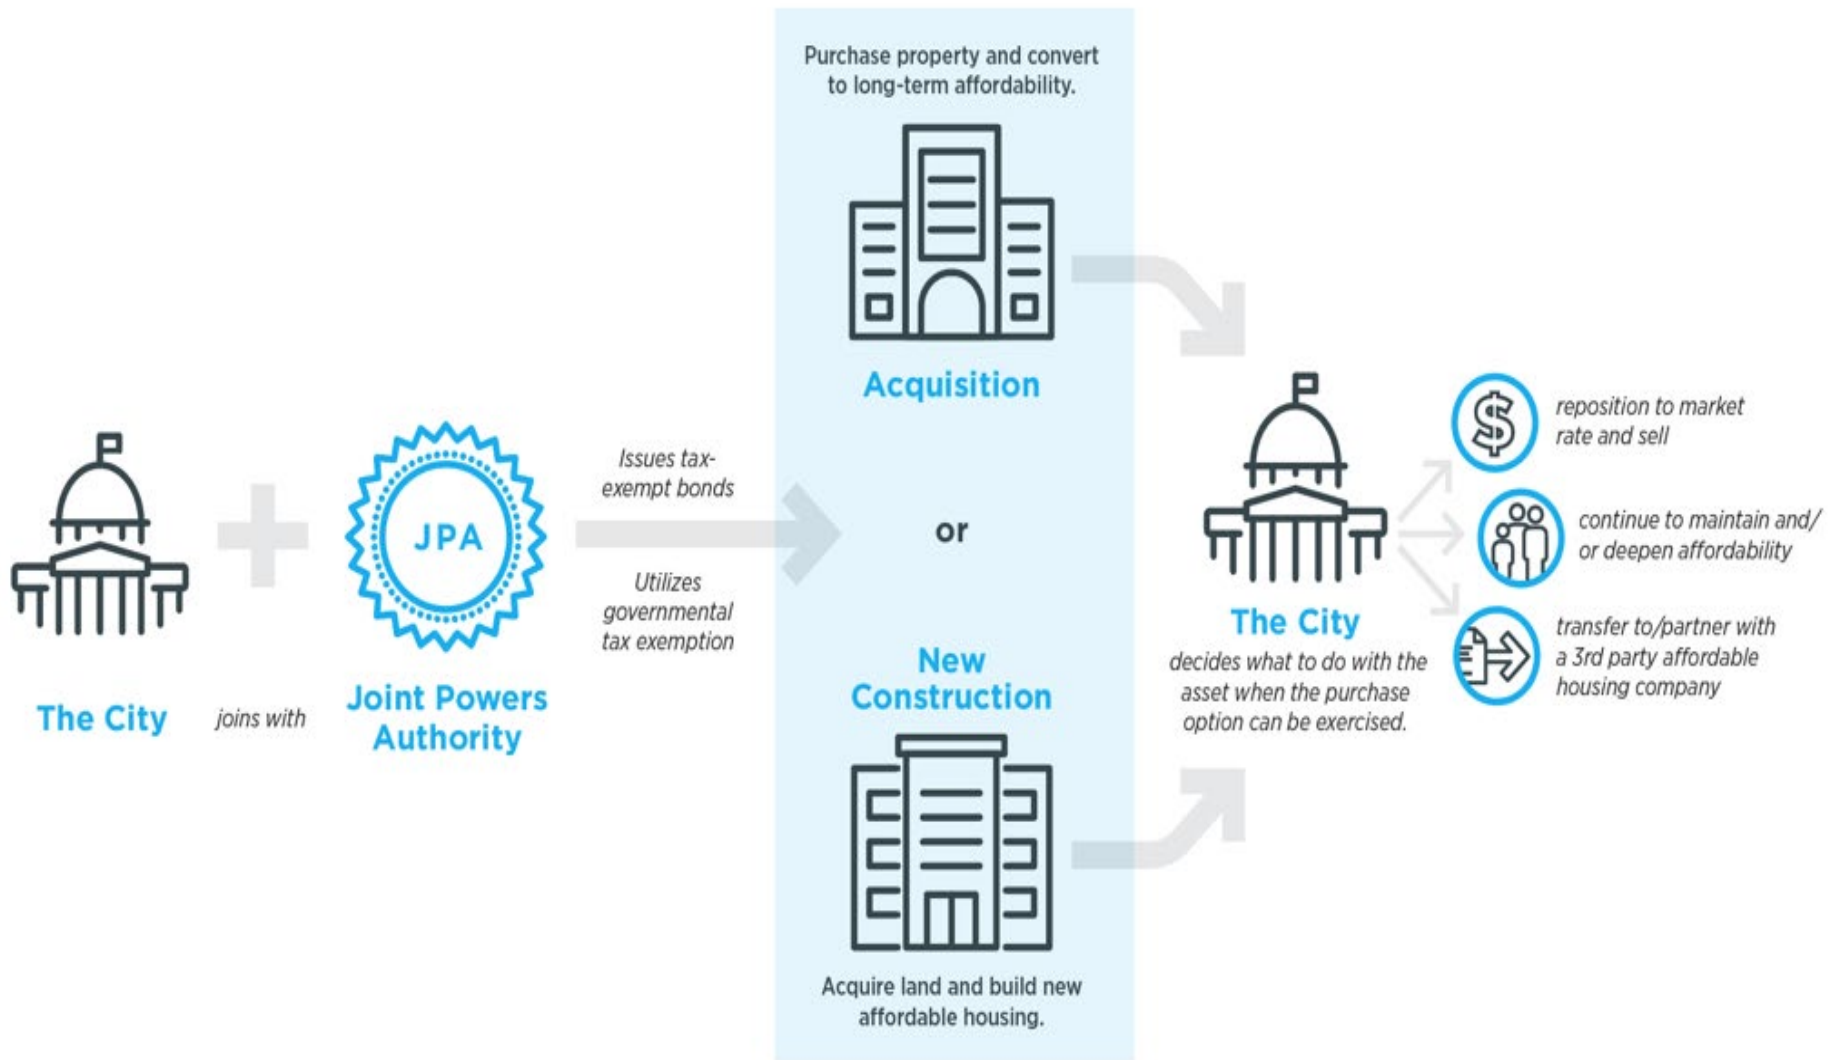 The City
joins with
JPA
Joint Powers
Authority
Issues tax-
exempt bonds
Utilizes
governmental
tax exemption
Purchase property and convert
to long-term affordability.
Acquisition
or
New
Construction
Acquire land and build new
affordable housing.
The City
decides what to do with the
asset when the purchase
option can be exercised.
$
reposition to market
rate and sell
continue to maintain and/
or deepen affordability
transfer to/partner with
a 3rd party affordable
housing company